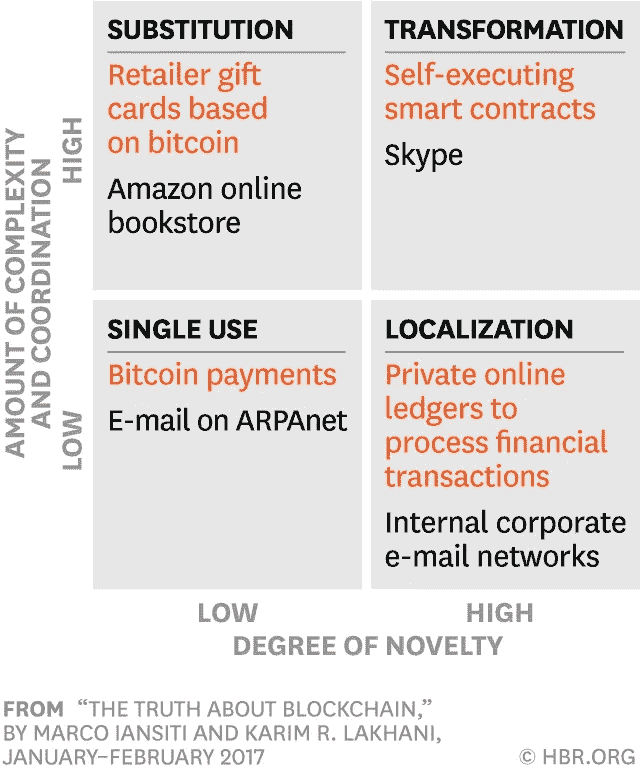 SUBSTITUTION
Retailer gift
cards based
on bitcoin
Amazon online
bookstore
TRANSFORMATION
Self-executing
smart contracts
Skype
SINGLE USE
Bitcoin payments
E-mail on ARPAnet
LOCALIZATION
Private online
ledgers to
process financial
transactions
Internal corporate
e-mail networks
AMOUNT OF COMPLEXITY
AND COORDINATION
HIGH
LOW
LOW
HIGH
DEGREE OF NOVELTY
FROM “THE TRUTH ABOUT BLOCKCHAIN,”
BY MARCO IANSITI AND KARIM R. LAKHANI,
JANUARY–FEBRUARY 2017
© HBR.ORG